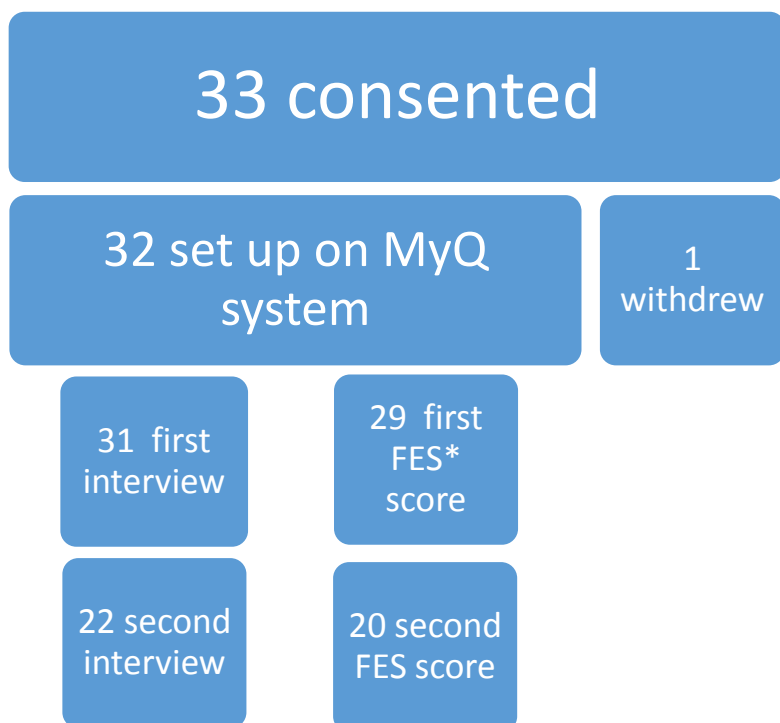 33 consented
32 set up on MyQ
system
1
withdrew
31 first
interview
29 first
FES*
score
22 second
interview
20 second
FES score